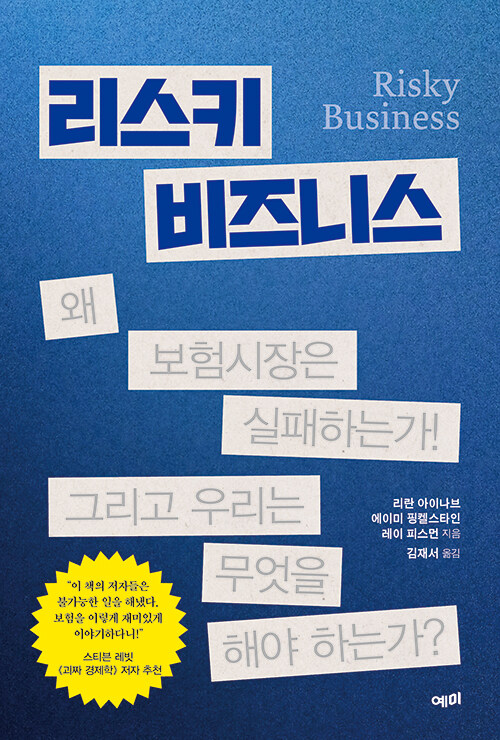 리스키
Risky
Business
비즈니스
왜
보험시장은
실패하는가!
그리고 우리는
무엇을
해야 하는가?
리란 아이나브
에이미 핑켈스타인
레이 피스먼 지음
김재서 옮김
“이 책의 저자들은
불가능한 일을 해냈다.
보험을 이렇게 재미있게
이야기하다니!”
스티븐 레빗
《괴짜 경제학》 저자 추천
예미